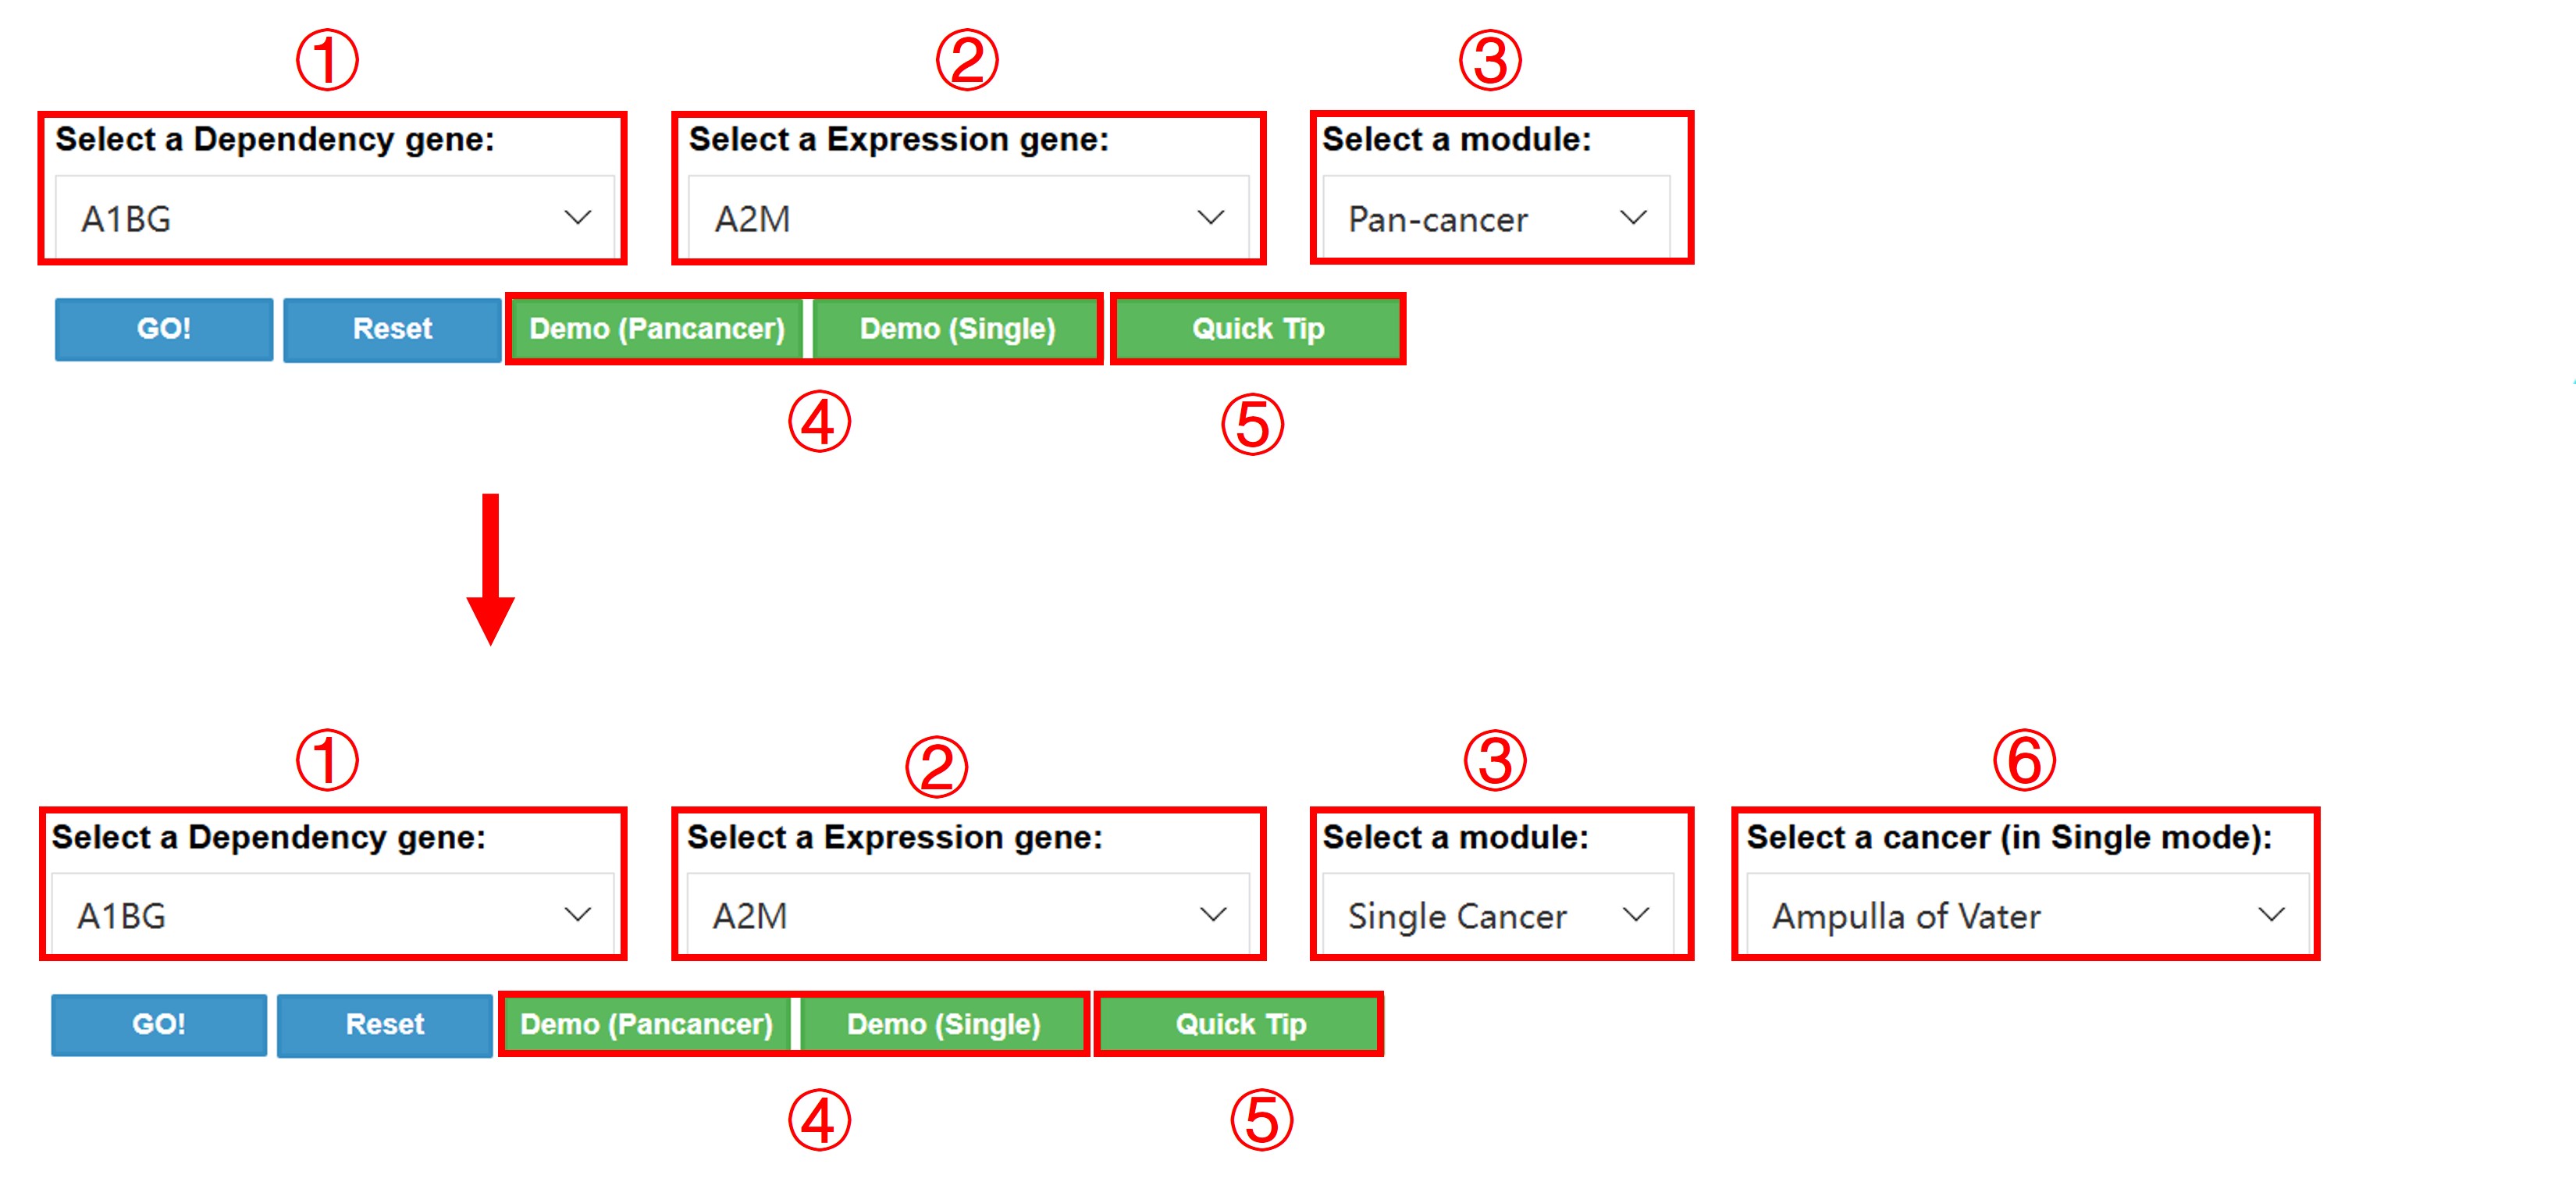 ① ② ③
Select a Dependency gene: Select a Expression gene: Select a module:
A1BG A2M Pan-cancer
GO! Reset Demo (Pancancer) Demo (Single) Quick Tip
④ ⑤
① ② ③ ⑥
Select a Dependency gene: Select a Expression gene: Select a module: Select a cancer (in Single mode):
A1BG A2M Single Cancer Ampulla of Vater
GO! Reset Demo (Pancancer) Demo (Single) Quick Tip
④ ⑤